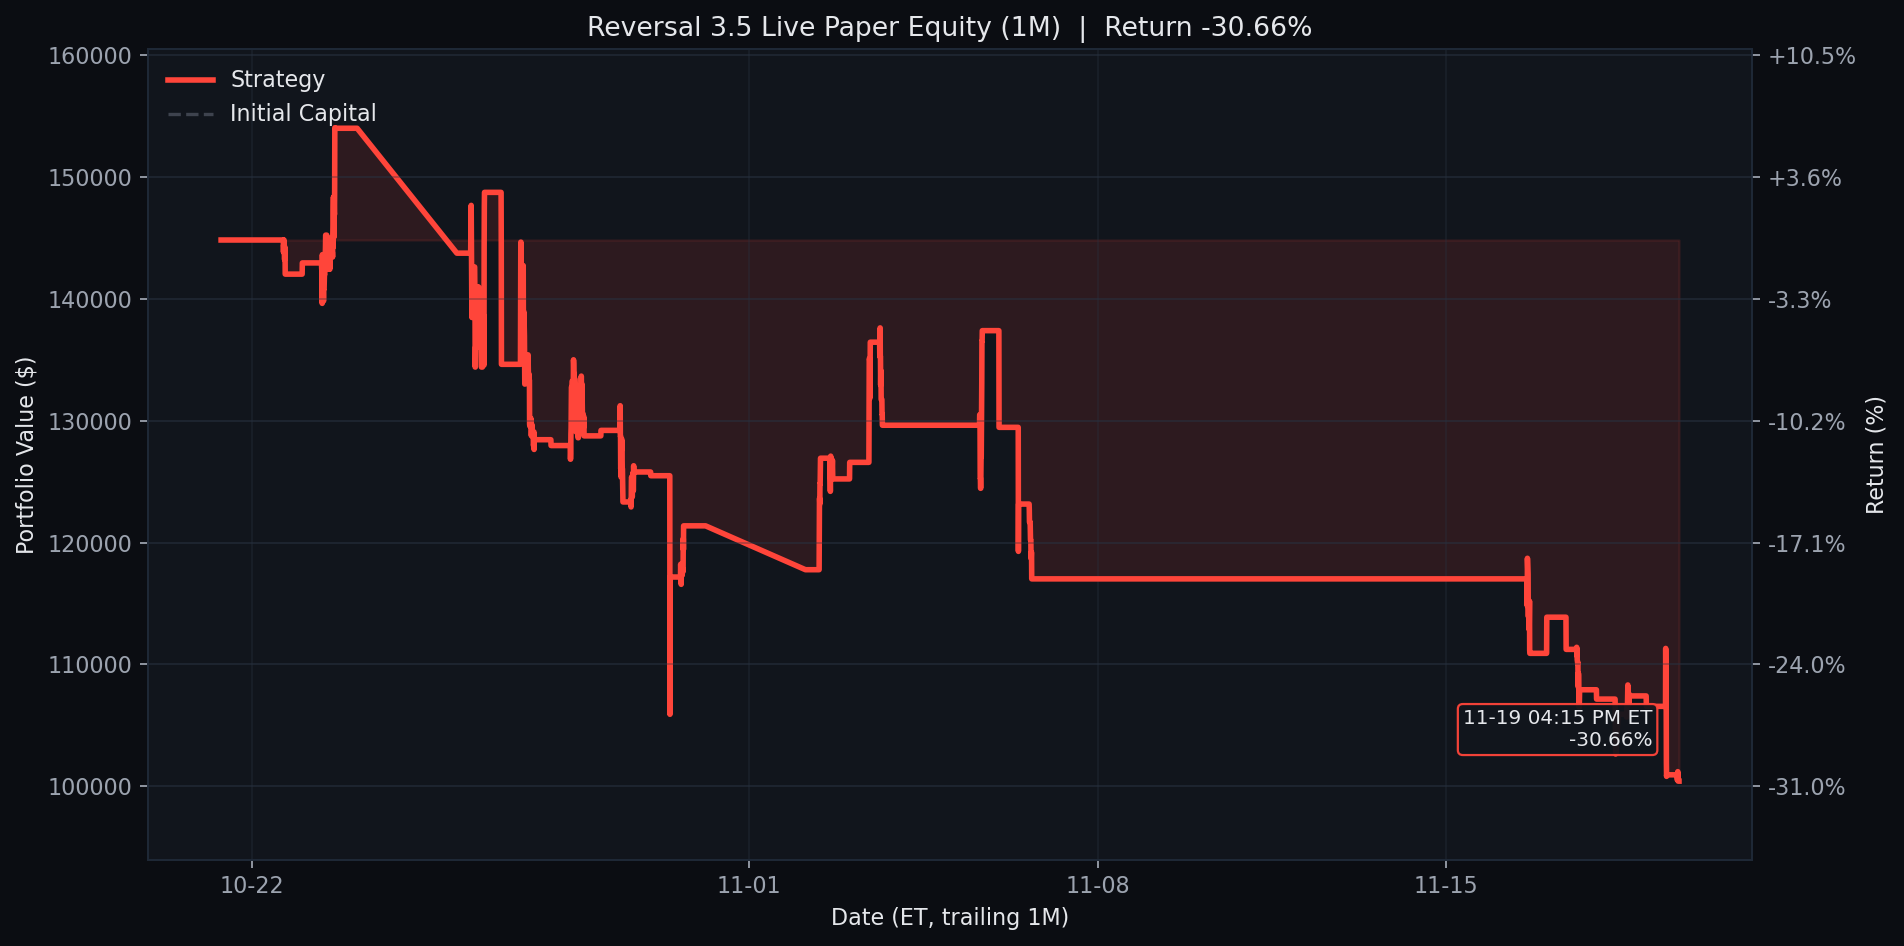 Reversal 3.5 Live Paper Equity (1M)  |  Return -30.66%
Strategy
Initial Capital
160000
150000
140000
130000
120000
110000
100000
Portfolio Value ($)
+10.5%
+3.6%
-3.3%
-10.2%
-17.1%
-24.0%
-31.0%
Return (%)
11-19 04:15 PM ET
-30.66%
10-22
11-01
11-08
11-15
Date (ET, trailing 1M)